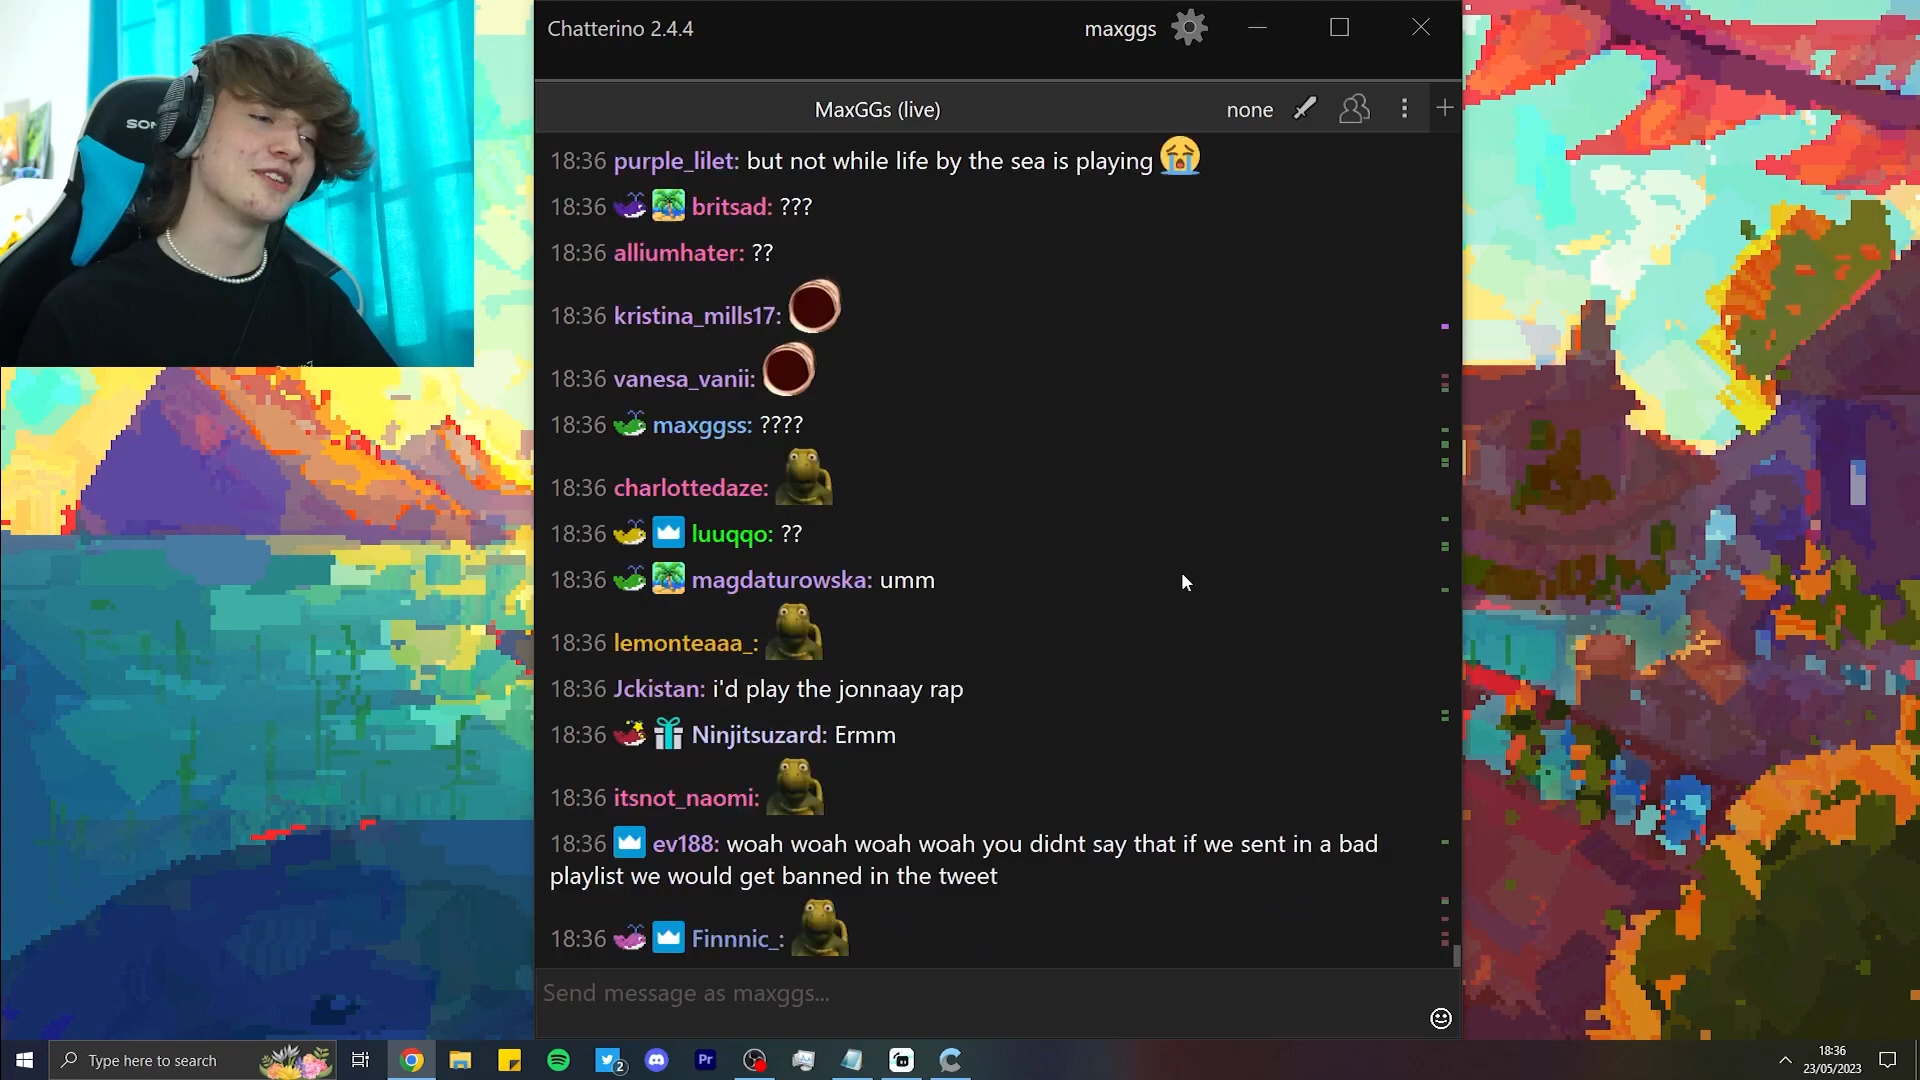 SON
Chatterino 2.4.4
maxggs
MaxGGs (live)
none
18:36 purple_lilet: but not while life by the sea is playing
18:36 britsad: ???
18:36 alliumhater: ??
18:36 kristina_mills17:
18:36 vanesa_vanii:
18:36 maxggss: ????
18:36 charlottedaze:
18:36 luuqqo: ??
18:36 magdaturowska: umm
18:36 lemonteaaa_:
18:36 Jckistan: i'd play the jonnaay rap
18:36 Ninjitsuzard: Ermm
18:36 itsnot_naomi:
18:36 ev188: woah woah woah woah you didnt say that if we sent in a bad
playlist we would get banned in the tweet
18:36 Finnnic_:
Send message as maxggs...
Type here to search
2
Pr
18:36
23/05/2023